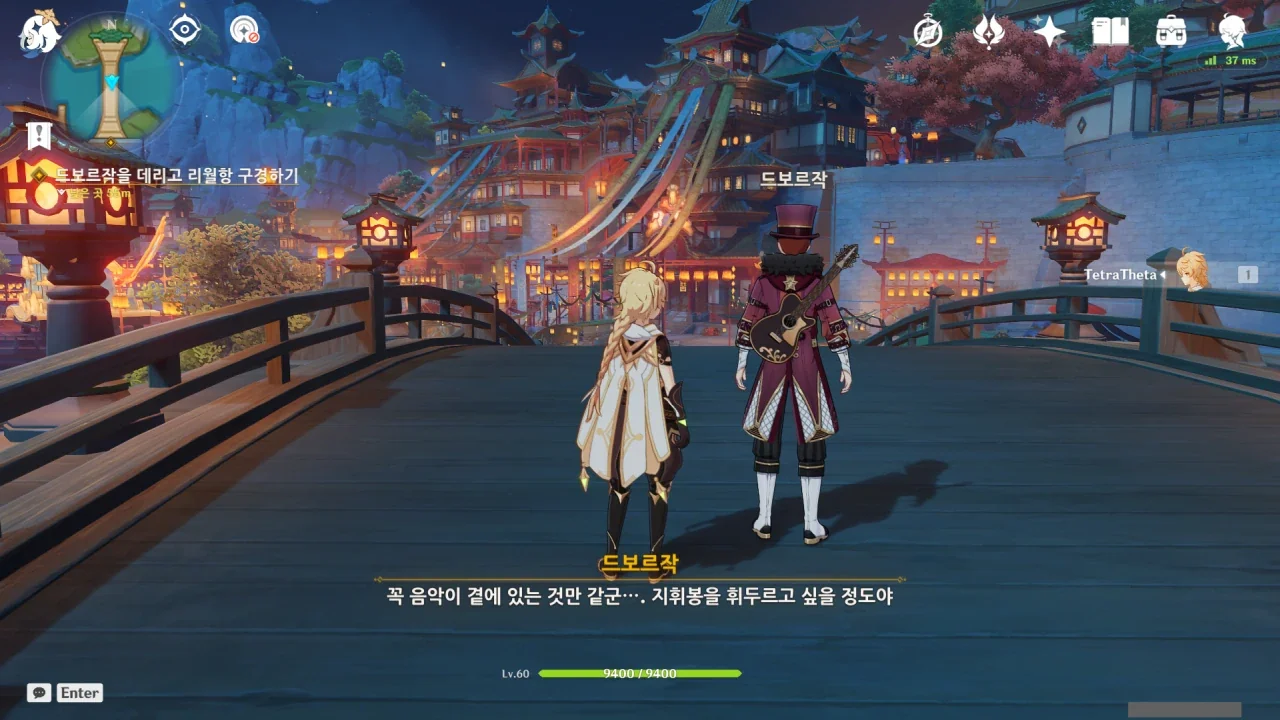 N
37 ms
드보르작을 데리고 리월항 구경하기
드보르작
TetraTheta
1
드보르작
꼭 음악이 곁에 있는 것만 같군…. 지휘봉을 휘두르고 싶을 정도야
Lv.60
9400 / 9400
Enter